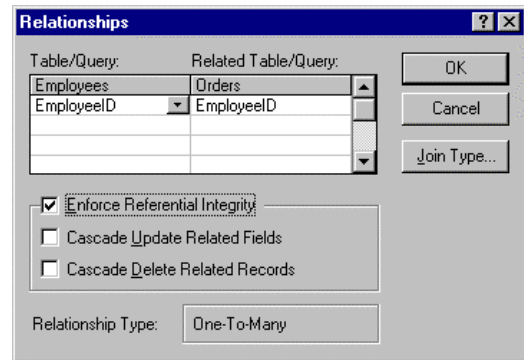 Relationships
Table/Query: Related Table/Query:
Employees Orders
EmployeeID EmployeeID
OK
Cancel
Join Type...
Enforce Referential Integrity
Cascade Update Related Fields
Cascade Delete Related Records
Relationship Type: One-To-Many